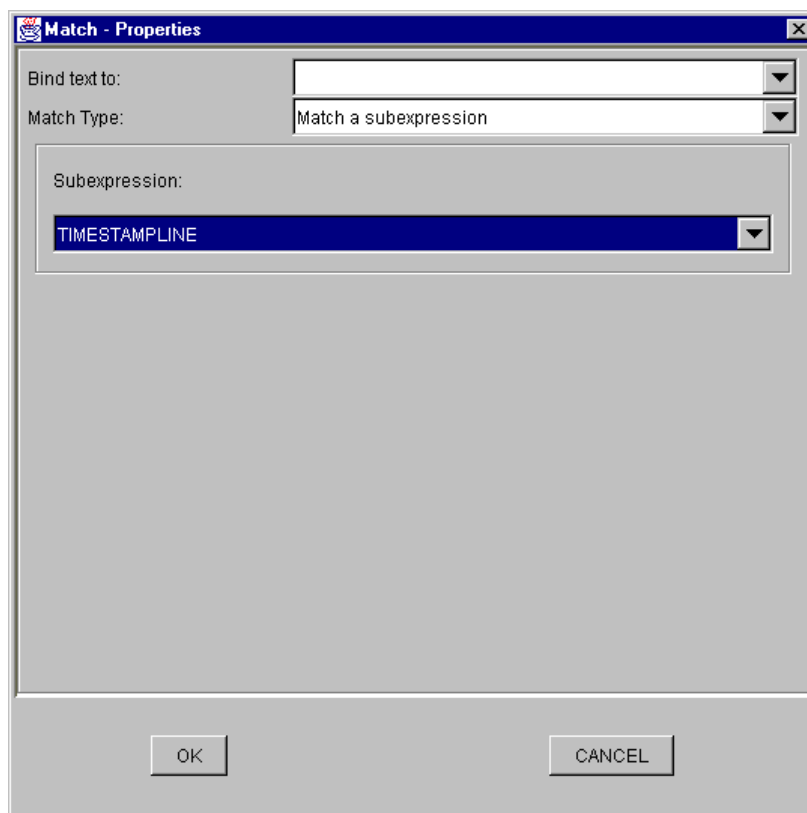 Match - Properties
Bind text to:
Match Type: Match a subexpression
Subexpression:
TIMESTAMPLINE
OK CANCEL